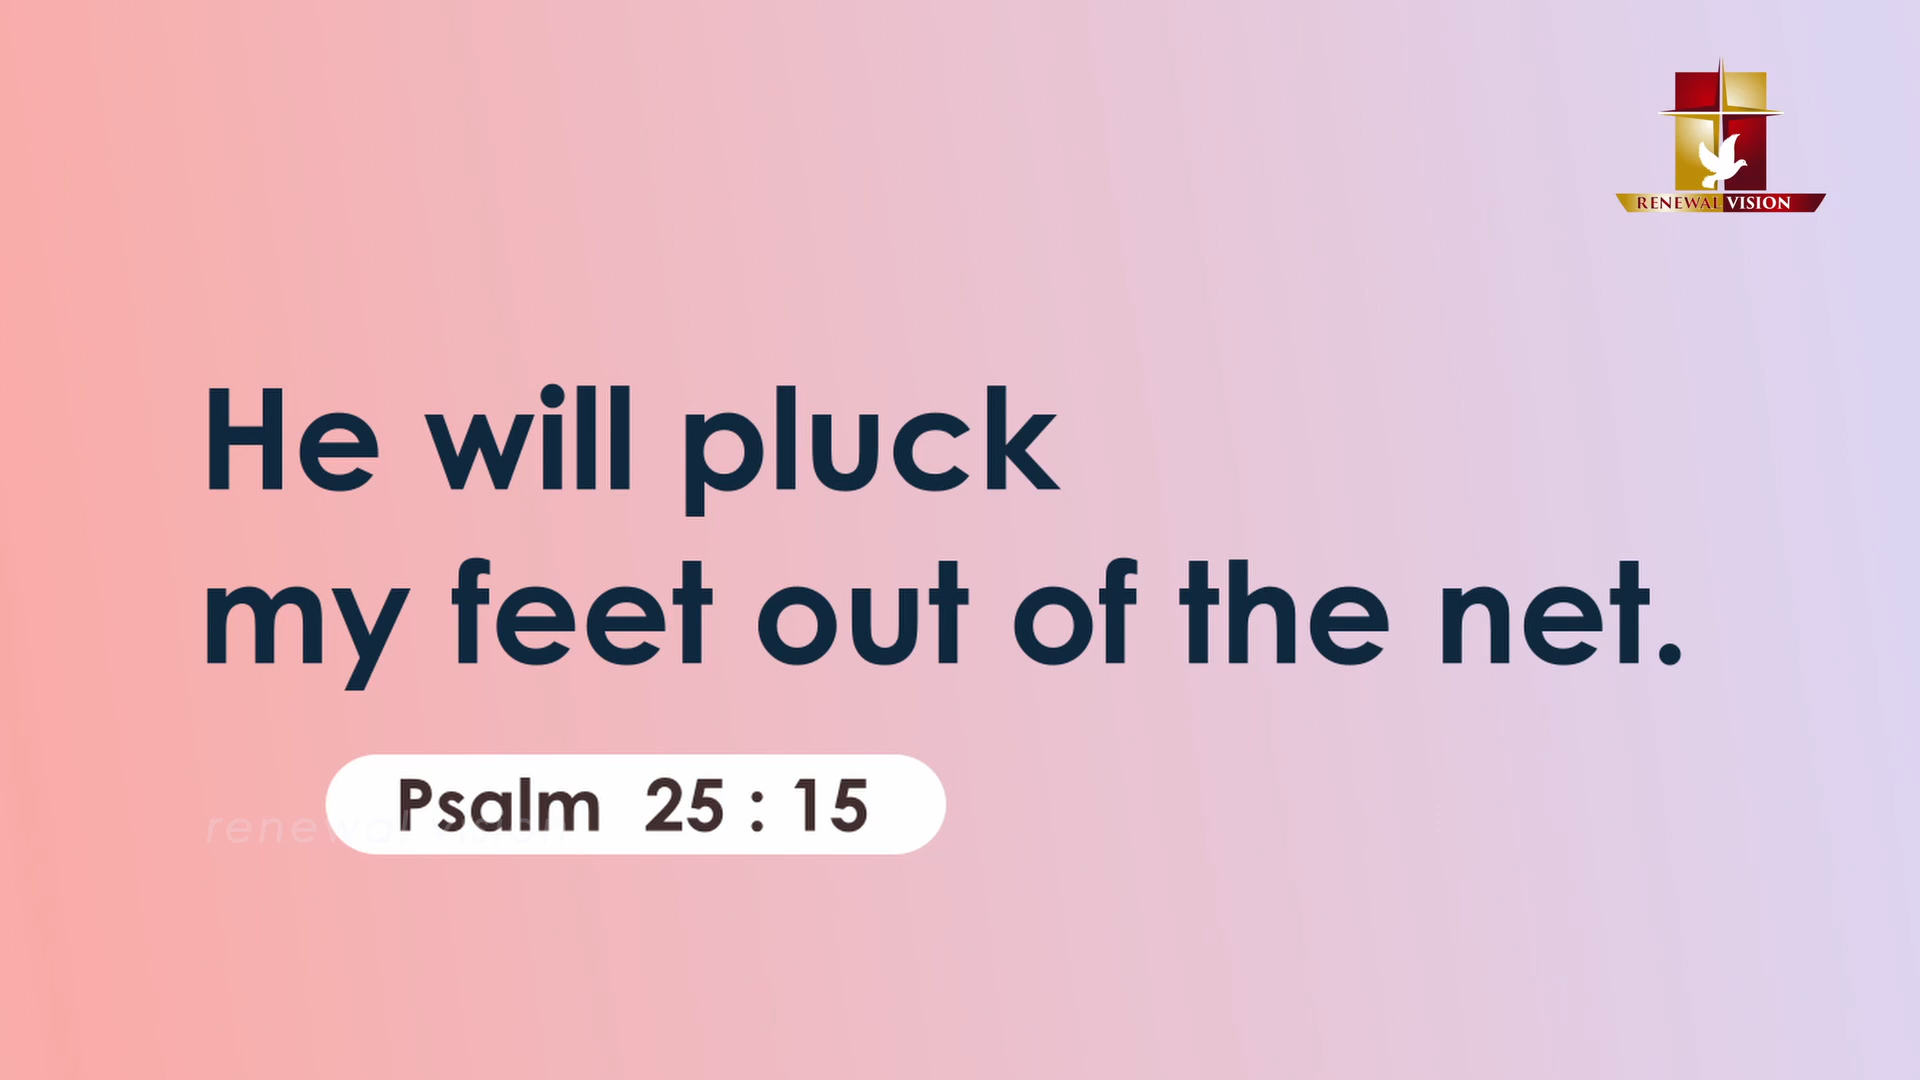 RENEWAL VISION
He will pluck
my feet out of the net.
Psalm 25 : 15